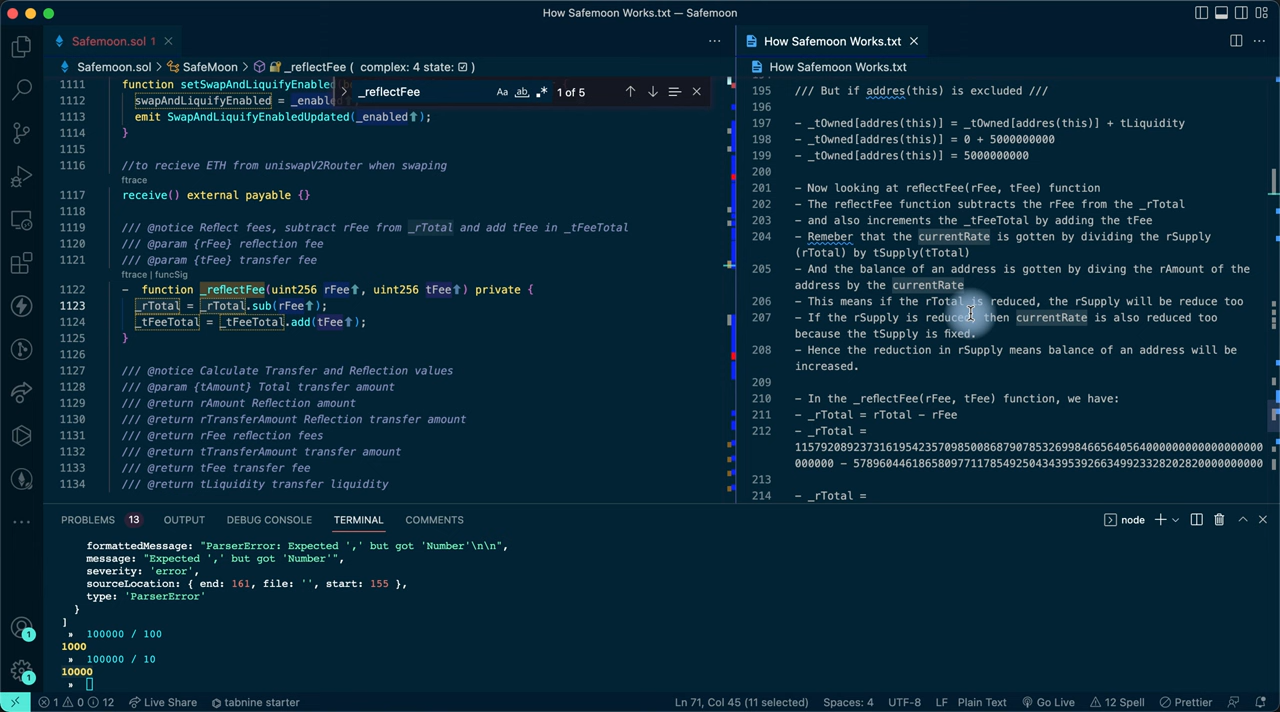 How Safemoon Works.txt — Safemoon
Safemoon.sol 1
Safemoon.sol > SafeMoon > _reflectFee ( complex: 4 state: ☑ )
1111 function setSwapAndLiquifyEnabled
1112 swapAndLiquifyEnabled = _enabled
1113 emit SwapAndLiquifyEnabledUpdated(_enabled⬆);
1114 }
1115
1116 //to recieve ETH from uniswapV2Router when swaping
ftrace
1117 receive() external payable {}
1118
1119 /// @notice Reflect fees, subtract rFee from _rTotal and add tFee in _tFeeTotal
1120 /// @param {rFee} reflection fee
1121 /// @param {tFee} transfer fee
ftrace | funcSig
1122 – function _reflectFee(uint256 rFee⬆, uint256 tFee⬆) private {
1123 _rTotal = _rTotal.sub(rFee⬆);
1124 _tFeeTotal = _tFeeTotal.add(tFee⬆);
1125 }
1126
1127 /// @notice Calculate Transfer and Reflection values
1128 /// @param {tAmount} Total transfer amount
1129 /// @return rAmount Reflection amount
1130 /// @return rTransferAmount Reflection transfer amount
1131 /// @return rFee reflection fees
1132 /// @return tTransferAmount transfer amount
1133 /// @return tFee transfer fee
1134 /// @return tLiquidity transfer liquidity
_reflectFee
Aa ab .* 1 of 5
How Safemoon Works.txt
How Safemoon Works.txt
195 /// But if addres(this) is excluded ///
196
197 – _tOwned[addres(this)] = _tOwned[addres(this)] + tLiquidity
198 – _tOwned[addres(this)] = 0 + 5000000000
199 – _tOwned[addres(this)] = 5000000000
200
201 – Now looking at reflectFee(rFee, tFee) function
202 – The reflectFee function subtracts the rFee from the _rTotal
203 – and also increments the _tFeeTotal by adding the tFee
204 – Remeber that the currentRate is gotten by dividing the rSupply
(rTotal) by tSupply(tTotal)
205 – And the balance of an address is gotten by diving the rAmount of the
address by the currentRate
206 – This means if the rTotal is reduced, the rSupply will be reduce too
207 – If the rSupply is reduced, then currentRate is also reduced too
because the tSupply is fixed.
208 – Hence the reduction in rSupply means balance of an address will be
increased.
209
210 – In the _reflectFee(rFee, tFee) function, we have:
211 – _rTotal = rTotal – rFee
212 – _rTotal =
213
214 – _rTotal =
PROBLEMS 13 OUTPUT DEBUG CONSOLE TERMINAL COMMENTS
node
formattedMessage: "ParserError: Expected ',' but got 'Number'\n\n",
message: "Expected ',' but got 'Number'",
severity: 'error',
sourceLocation: { end: 161, file: '', start: 155 },
type: 'ParserError'
}
]
» 100000 / 100
1000
» 100000 / 10
10000
»
1 0 12 Live Share tabnine starter Ln 71, Col 45 (11 selected) Spaces: 4 UTF-8 LF Plain Text Go Live 12 Spell Prettier